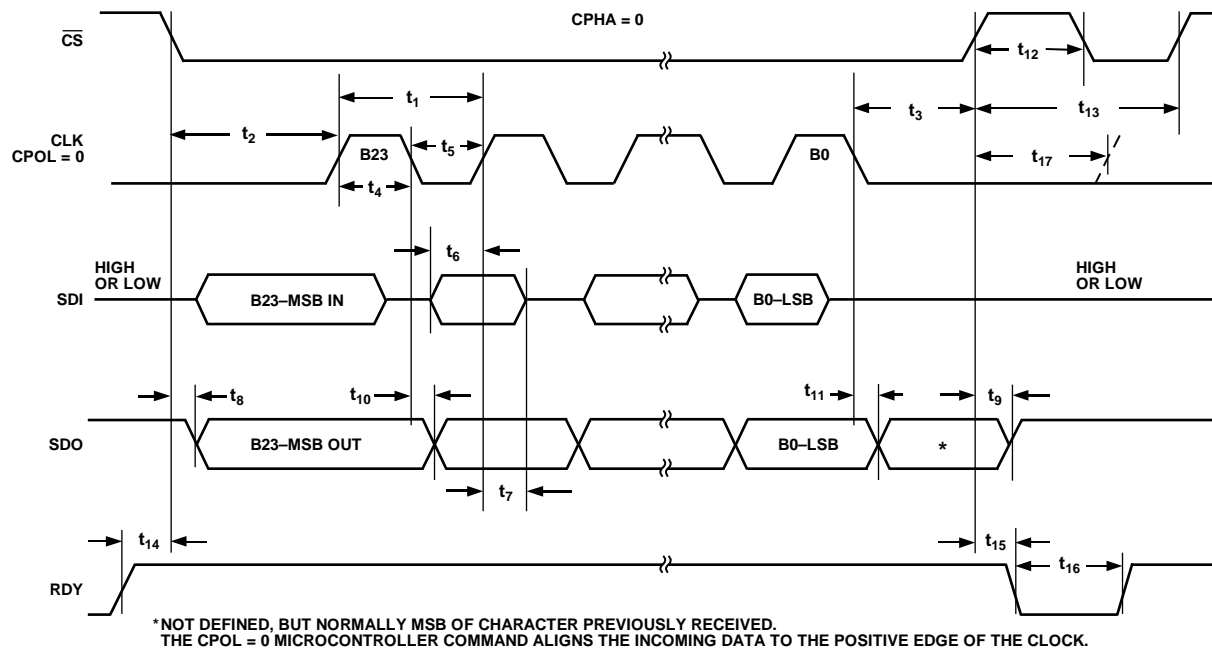 CPHA = 0
CS
t12
t1
t3
t13
t2
CLK
CPOL = 0
B23
t5
B0
t17
t4
t6
HIGH
OR LOW
HIGH
OR LOW
SDI
B23–MSB IN
B0–LSB
t8
t10
t11
t9
SDO
B23–MSB OUT
B0–LSB
*
t7
t14
t15
t16
RDY
*NOT DEFINED, BUT NORMALLY MSB OF CHARACTER PREVIOUSLY RECEIVED.
THE CPOL = 0 MICROCONTROLLER COMMAND ALIGNS THE INCOMING DATA TO THE POSITIVE EDGE OF THE CLOCK.